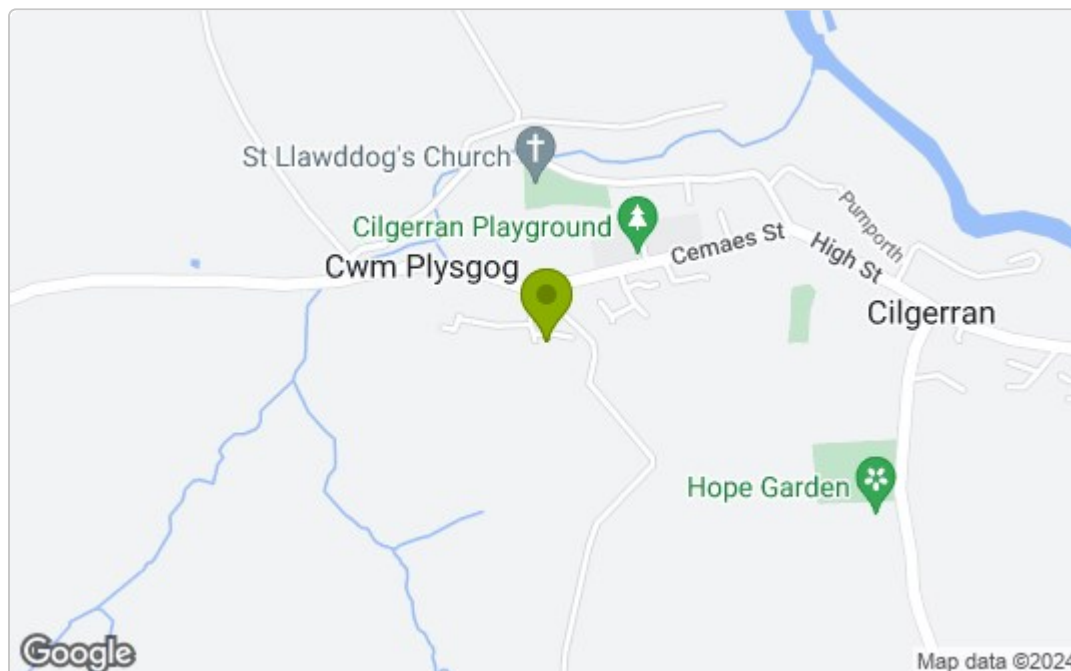 St Llawddog's Church
Cilgerran Playground
Pumporth
Cemaes St
High St
Cwm Plysgog
Cilgerran
Hope Garden
Google
Map data ©2024